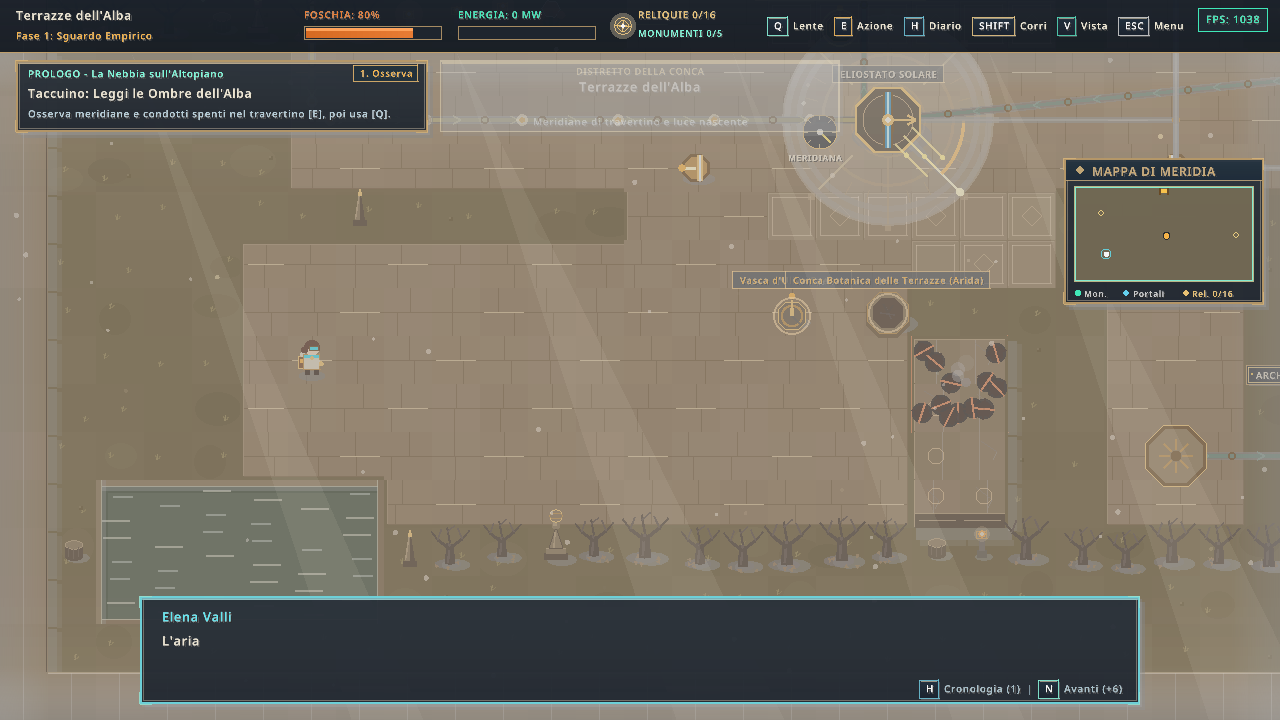 Terrazze dell'Alba
Fase 1: Sguardo Empirico
FOSCHIA: 80%
ENERGIA: 0 MW
RELIQUIE 0/16
MONUMENTI 0/5
Q Lente
E Azione
H Diario
SHIFT Corri
V Vista
ESC Menu
FPS: 1038
PROLOGO - La Nebbia sull'Altopiano
1. Osserva
Taccuino: Leggi le Ombre dell'Alba
Osserva meridiane e condotti spenti nel travertino [E], poi usa [Q].
DISTRETTO DELLA CONCA
Terrazze dell'Alba
Meridiane di travertino e luce nascente
ELIOSTATO SOLARE
MERIDIANA
MAPPA DI MERIDIA
Mon.
Portali
Rel. 0/16
Vasca d'
Conca Botanica delle Terrazze (Arida)
ARCH
Elena Valli
L'aria
H Cronologia (1) | N Avanti (+6)